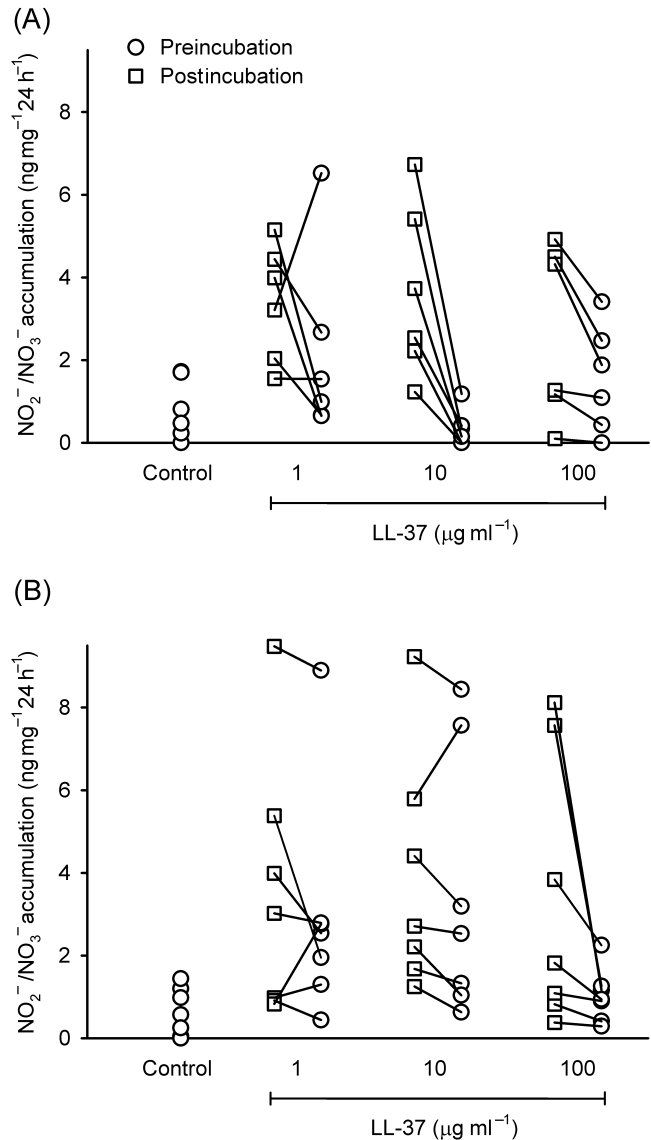 (A)
Preincubation
Postincubation
NO₂⁻/NO₃⁻ accumulation (ng mg⁻¹ 24 h⁻¹)
8
6
4
2
0
Control 1 10 100
LL-37 (μg ml⁻¹)
(B)
NO₂⁻/NO₃⁻ accumulation (ng mg⁻¹ 24 h⁻¹)
8
6
4
2
0
Control 1 10 100
LL-37 (μg ml⁻¹)